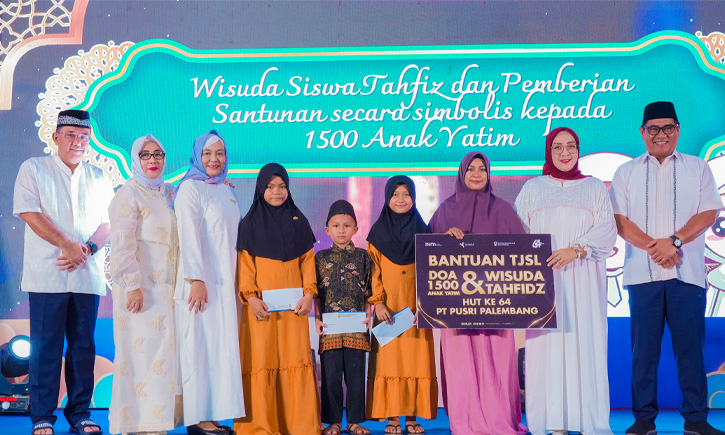 Wisuda Siswa Tahfiz dan Pemberian
Santunan secara simbolis kepada
1500 Anak Yatim
BANTUAN TJSL
DOA
1500
ANAK YATIM
&
WISUDA
TAHFIDZ
HUT KE 64
PT PUSRI PALEMBANG